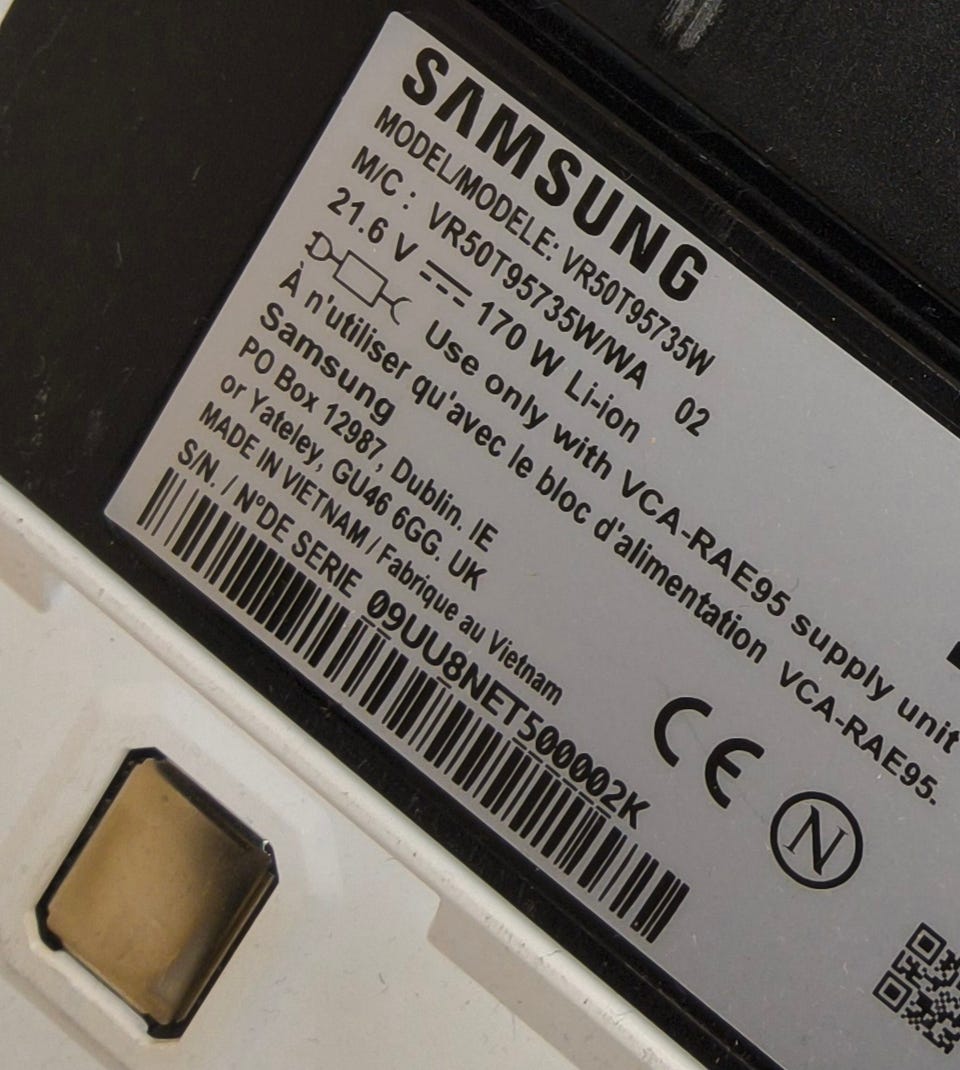 SAMSUNG
MODEL/MODELE: VR50T95735W
M/C : VR50T95735W/WA 02
21.6 V ⎓ 170 W Li-ion
Use only with VCA-RAE95 supply unit
À n'utiliser qu'avec le bloc d'alimentation VCA-RAE95.
Samsung
PO Box 12987, Dublin. IE
or Yateley, GU46 6GG. UK
MADE IN VIETNAM / Fabrique au Vietnam
S/N. / N°DE SERIE 09UU8NET500002K
CE
N